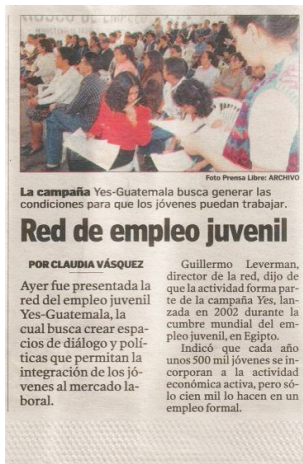 Foto Prensa Libre: ARCHIVO
La campaña Yes-Guatemala busca generar las
condiciones para que los jóvenes puedan trabajar.
Red de empleo juvenil
POR CLAUDIA VÁSQUEZ
Ayer fue presentada la
red del empleo juvenil
Yes-Guatemala, la
cual busca crear espa-
cios de diálogo y polí-
ticas que permitan la
integración de los jó-
venes al mercado la-
boral.
Guillermo Leverman,
director de la red, dijo de
que la actividad forma par-
te de la campaña Yes, lan-
zada en 2002 durante la
cumbre mundial del em-
pleo juvenil, en Egipto.
Indicó que cada año
unos 500 mil jóvenes se in-
corporan a la actividad
económica activa, pero só-
lo cien mil lo hacen en un
empleo formal.